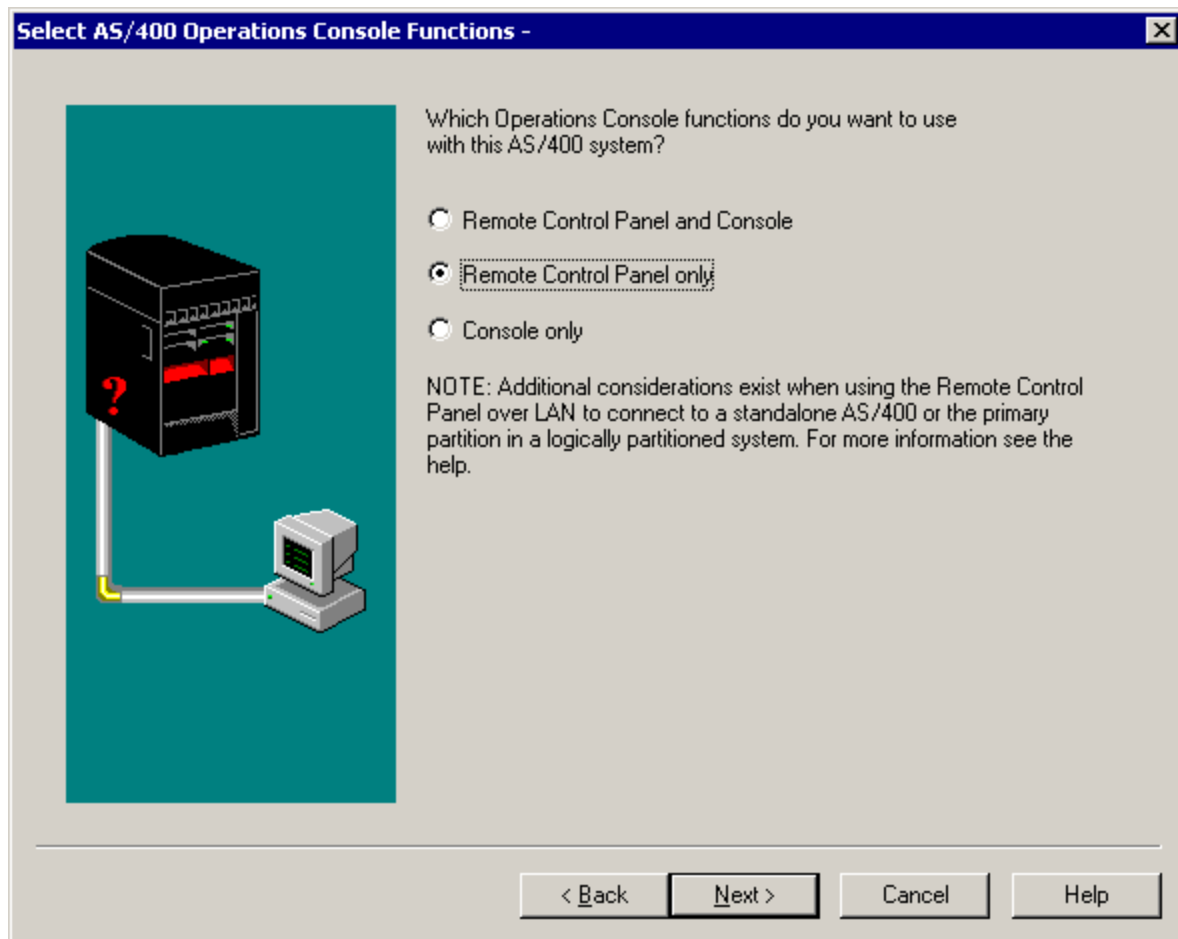 Select AS/400 Operations Console Functions -
Which Operations Console functions do you want to use
with this AS/400 system?
Remote Control Panel and Console
Remote Control Panel only
Console only
NOTE: Additional considerations exist when using the Remote Control
Panel over LAN to connect to a standalone AS/400 or the primary
partition in a logically partitioned system. For more information see the
help.
?
< Back
Next >
Cancel
Help